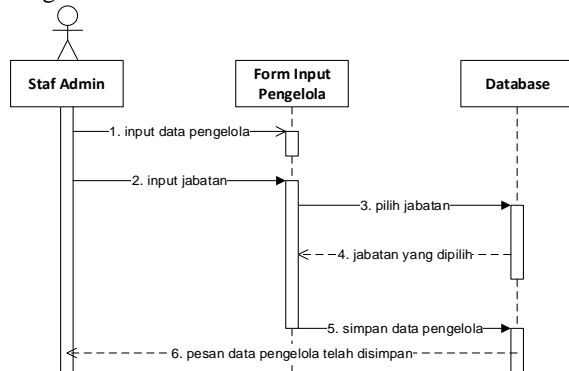 Staf Admin
Form Input
Pengelola
Database
1. input data pengelola
2. input jabatan
3. pilih jabatan
4. jabatan yang dipilih
5. simpan data pengelola
6. pesan data pengelola telah disimpan